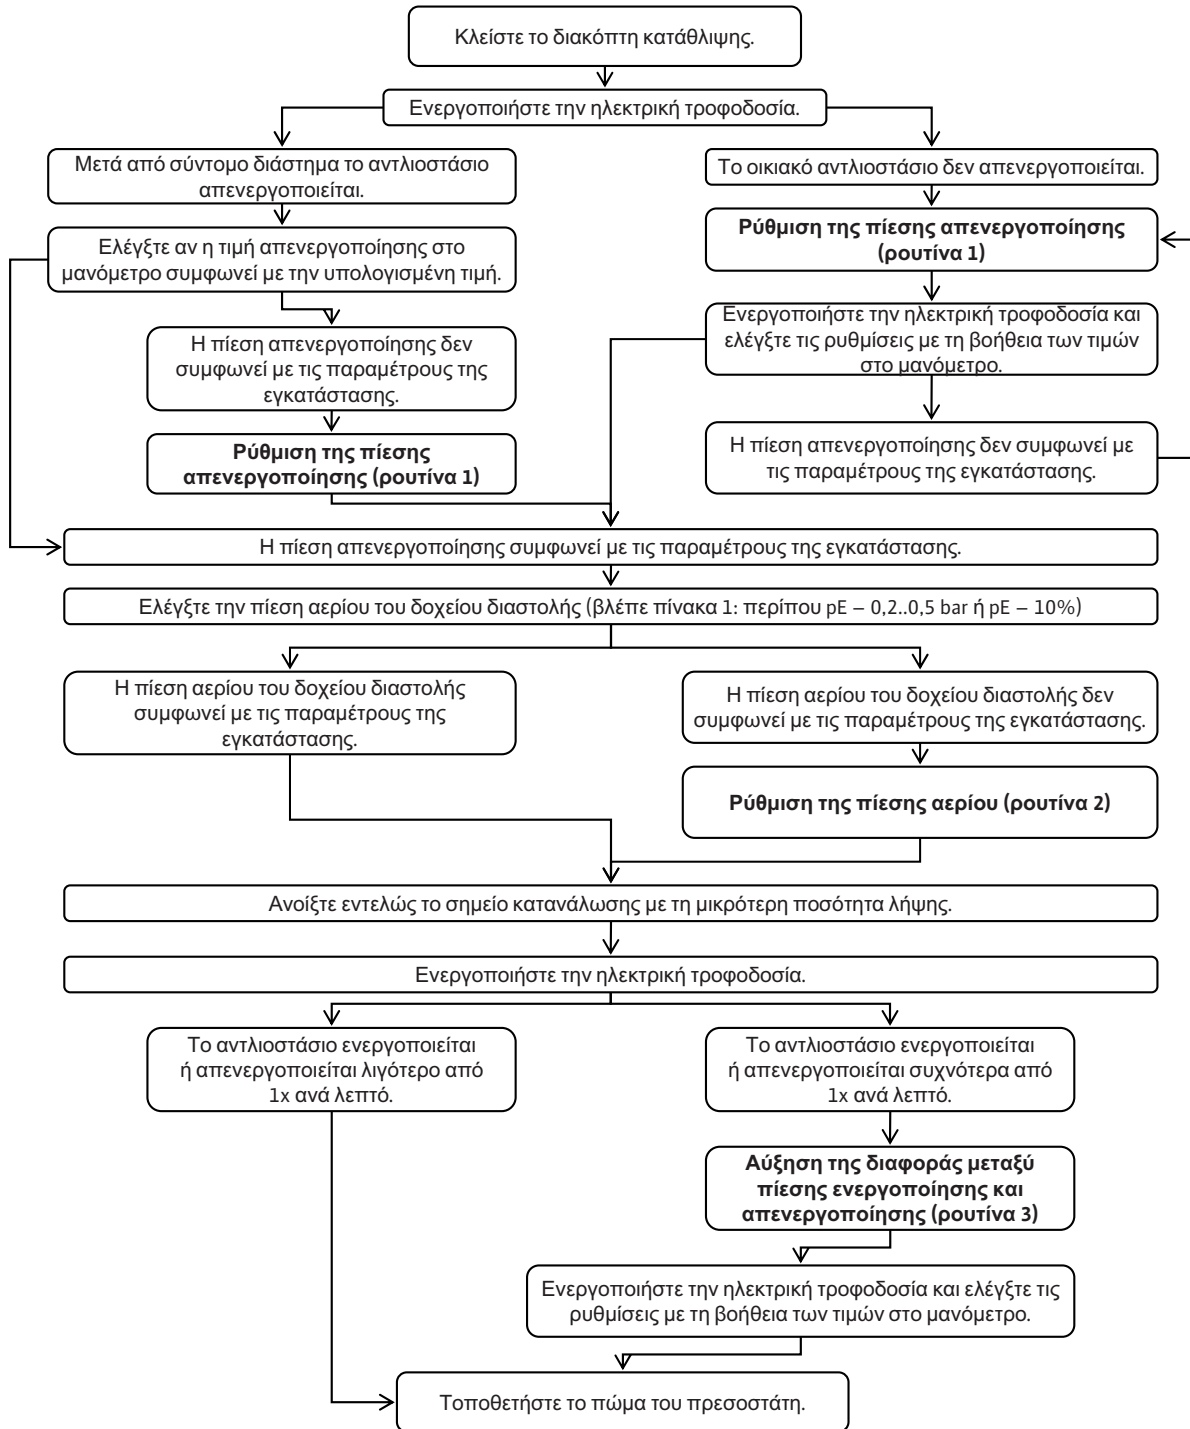 Κλείστε το διακόπτη κατάθλιψης.
Ενεργοποιήστε την ηλεκτρική τροφοδοσία.
Μετά από σύντομο διάστημα το αντλιοστάσιο
απενεργοποιείται.
Το οικιακό αντλιοστάσιο δεν απενεργοποιείται.
Ελέγξτε αν η τιμή απενεργοποίησης στο
μανόμετρο συμφωνεί με την υπολογισμένη τιμή.
Ρύθμιση της πίεσης απενεργοποίησης
(ρουτίνα 1)
Η πίεση απενεργοποίησης δεν
συμφωνεί με τις παραμέτρους της
εγκατάστασης.
Ενεργοποιήστε την ηλεκτρική τροφοδοσία και
ελέγξτε τις ρυθμίσεις με τη βοήθεια των τιμών
στο μανόμετρο.
Ρύθμιση της πίεσης
απενεργοποίησης (ρουτίνα 1)
Η πίεση απενεργοποίησης δεν συμφωνεί με
τις παραμέτρους της εγκατάστασης.
Η πίεση απενεργοποίησης συμφωνεί με τις παραμέτρους της εγκατάστασης.
Ελέγξτε την πίεση αερίου του δοχείου διαστολής (βλέπε πίνακα 1: περίπου pE – 0,2..0,5 bar ή pE – 10%)
Η πίεση αερίου του δοχείου διαστολής
συμφωνεί με τις παραμέτρους της
εγκατάστασης.
Η πίεση αερίου του δοχείου διαστολής δεν
συμφωνεί με τις παραμέτρους της εγκατάστασης.
Ρύθμιση της πίεσης αερίου (ρουτίνα 2)
Ανοίξτε εντελώς το σημείο κατανάλωσης με τη μικρότερη ποσότητα λήψης.
Ενεργοποιήστε την ηλεκτρική τροφοδοσία.
Το αντλιοστάσιο ενεργοποιείται
ή απενεργοποιείται λιγότερο από
1x ανά λεπτό.
Το αντλιοστάσιο ενεργοποιείται
ή απενεργοποιείται συχνότερα από
1x ανά λεπτό.
Αύξηση της διαφοράς μεταξύ
πίεσης ενεργοποίησης και
απενεργοποίησης (ρουτίνα 3)
Ενεργοποιήστε την ηλεκτρική τροφοδοσία και ελέγξτε τις
ρυθμίσεις με τη βοήθεια των τιμών στο μανόμετρο.
Τοποθετήστε το πώμα του πρεσοστάτη.